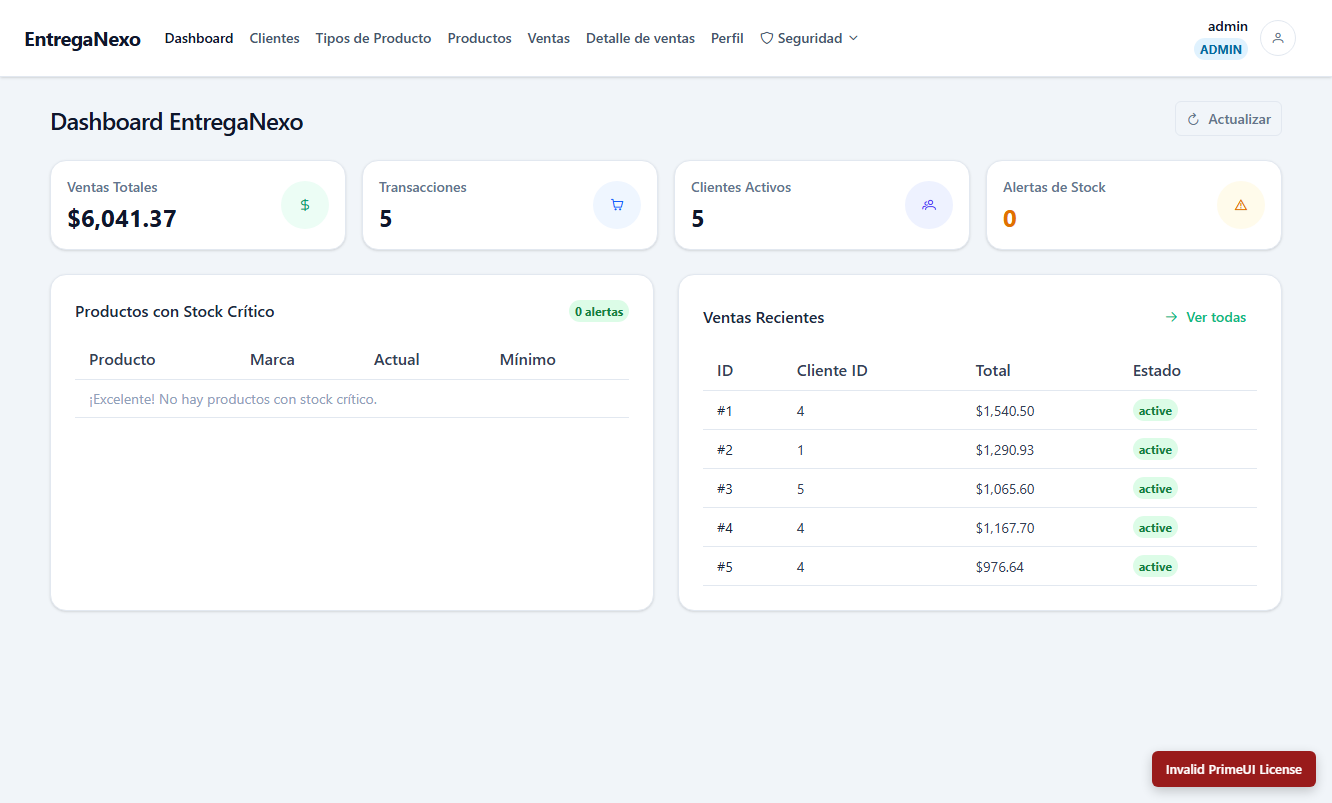 EntregaNexo Dashboard Clientes Tipos de Producto Productos Ventas Detalle de ventas Perfil Seguridad
admin
ADMIN
Dashboard EntregaNexo
Actualizar
Ventas Totales
$6,041.37
Transacciones
5
Clientes Activos
5
Alertas de Stock
0
Productos con Stock Crítico
0 alertas
Producto Marca Actual Mínimo
¡Excelente! No hay productos con stock crítico.
Ventas Recientes
Ver todas
ID Cliente ID Total Estado
#1 4 $1,540.50 active
#2 1 $1,290.93 active
#3 5 $1,065.60 active
#4 4 $1,167.70 active
#5 4 $976.64 active
Invalid PrimeUI License